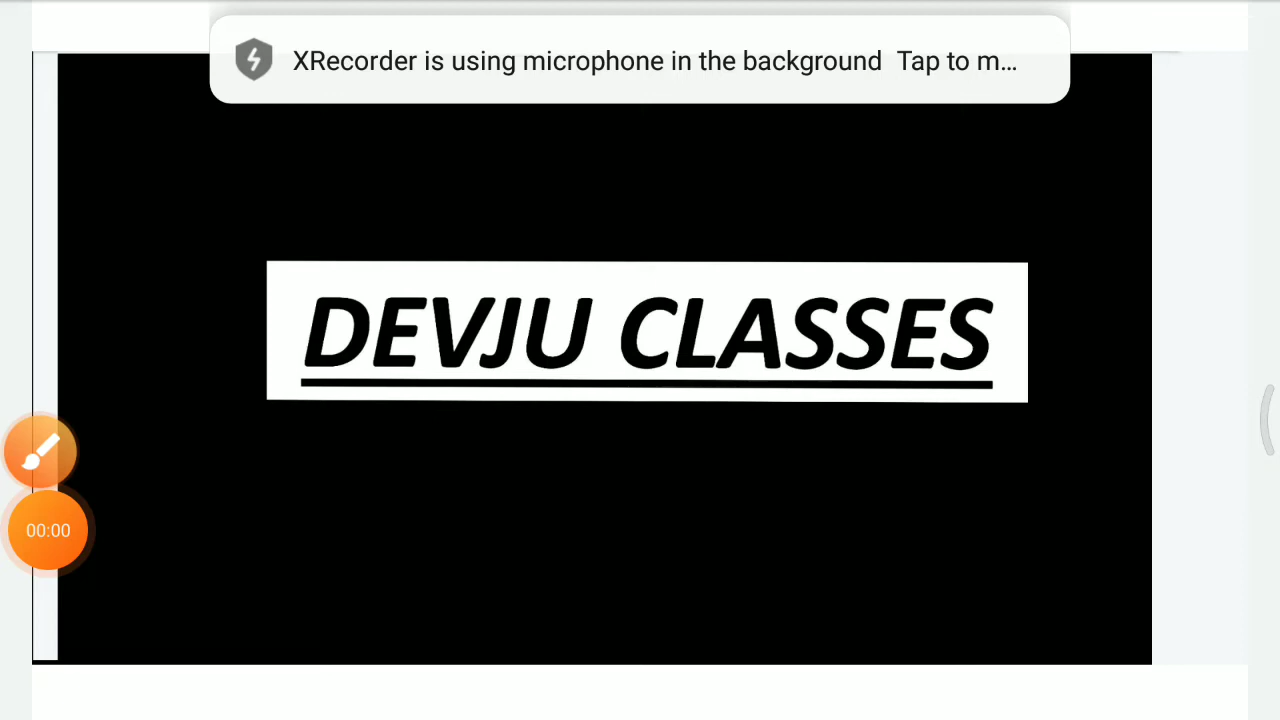 XRecorder is using microphone in the background Tap to m...
DEVJU CLASSES
00:00